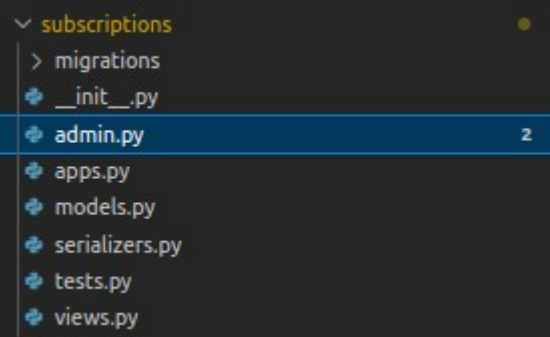 subscriptions
migrations
__init__.py
admin.py 2
apps.py
models.py
serializers.py
tests.py
views.py